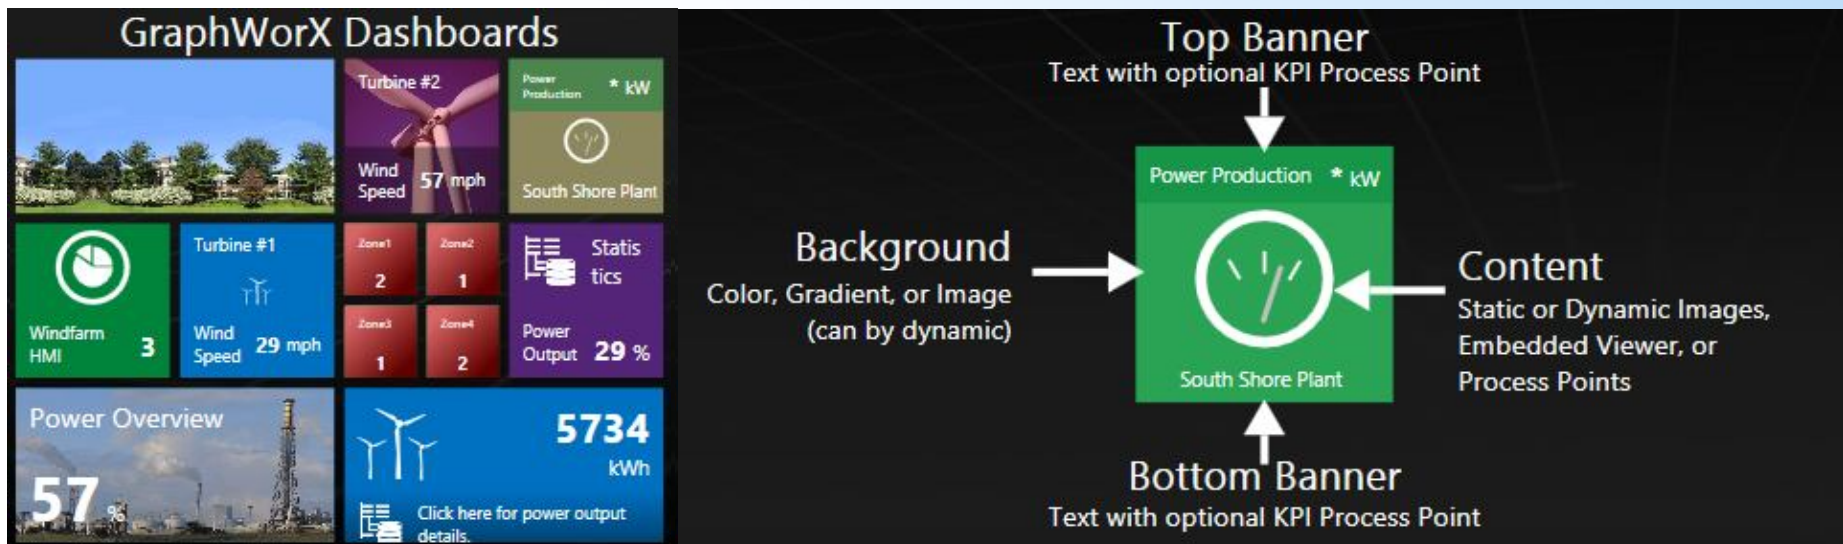 GraphWorX Dashboards
Turbine #2
Wind
Speed 57 mph
Power
Production * kW
South Shore Plant
Windfarm
HMI 3
Turbine #1
Wind
Speed 29 mph
Zone1
2
Zone2
1
Zone3
1
Zone4
2
Statis
tics
Power
Output 29 %
Power Overview
57 %
5734
kWh
Click here for power output
details.
Top Banner
Text with optional KPI Process Point
Power Production * kW
South Shore Plant
Background
Color, Gradient, or Image
(can by dynamic)
Content
Static or Dynamic Images,
Embedded Viewer, or
Process Points
Bottom Banner
Text with optional KPI Process Point